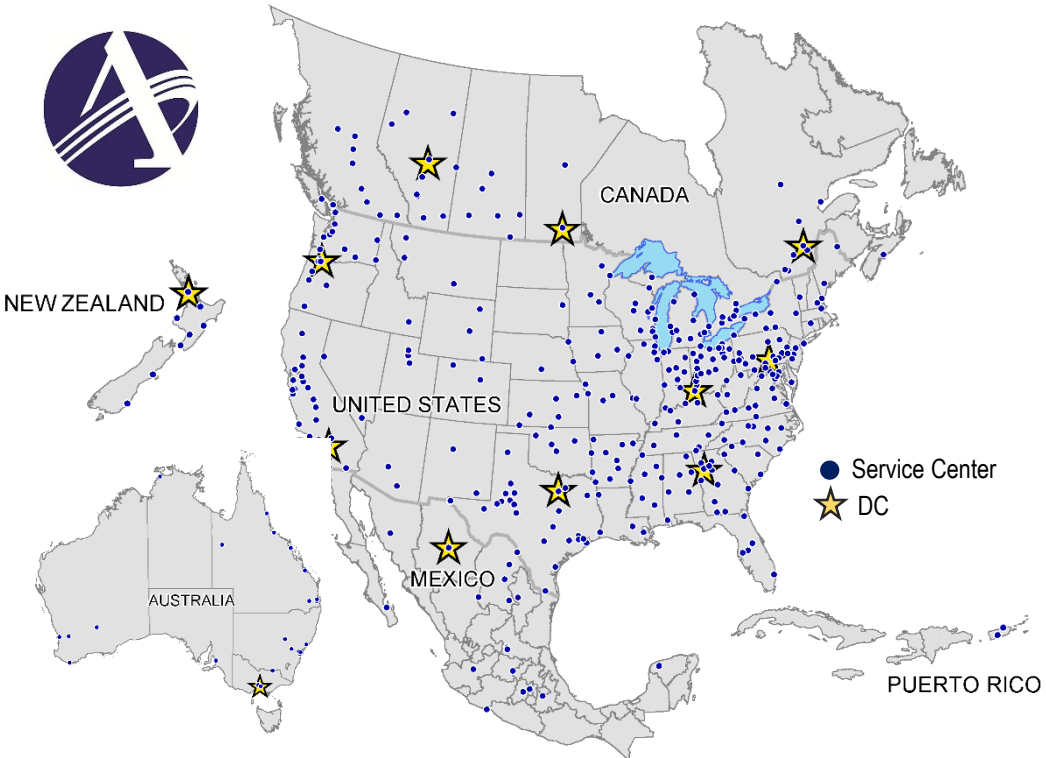 CANADA
NEW ZEALAND
UNITED STATES
Service Center
DC
MEXICO
AUSTRALIA
PUERTO RICO